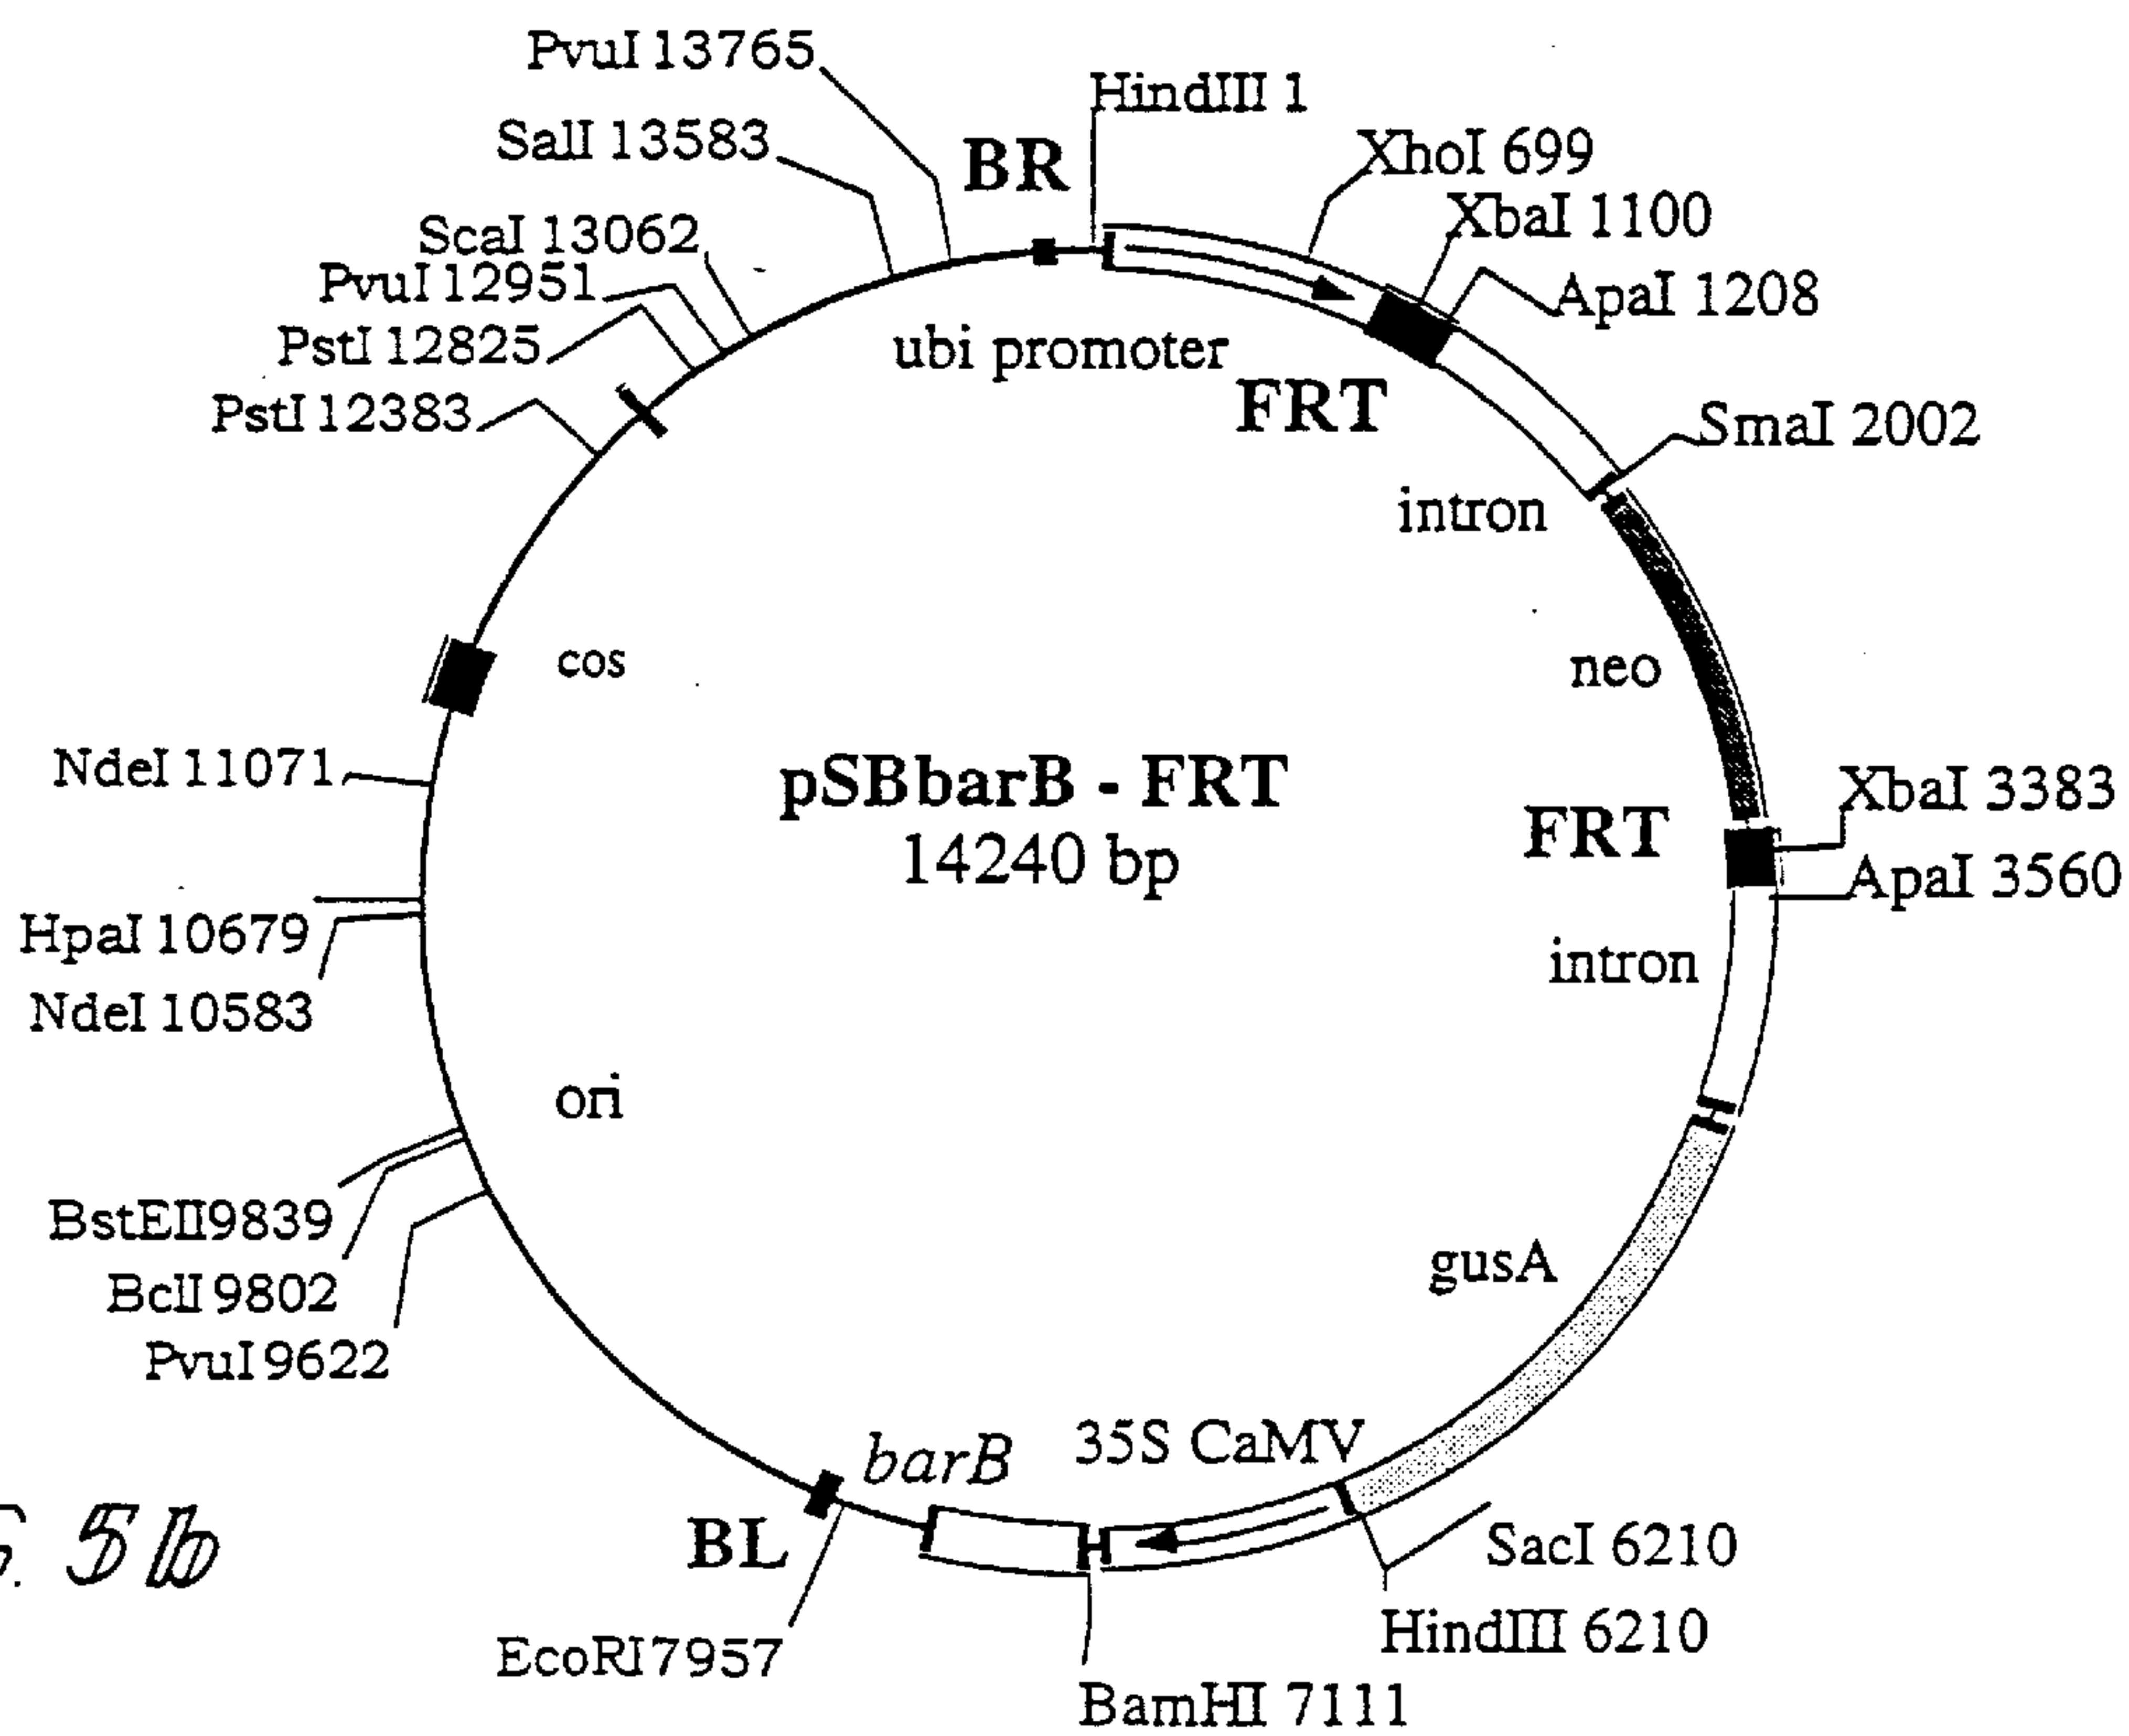 PvuI 13765
HindIII 1
SalI 13583
BR
XhoI 699
XbaI 1100
ScaI 13062
PvuI 12951
ApaI 1208
PstI 12825
ubi promoter
FRT
PstI 12383
SmaI 2002
intron
cos
neo
NdeI 11071
pSBbarB - FRT
14240 bp
XbaI 3383
FRT
ApaI 3560
HpaI 10679
intron
NdeI 10583
ori
BstEII9839
gusA
BclI 9802
PvuI 9622
35S CaMV
barB
5b
BL
SacI 6210
HindIII 6210
EcoRI 7957
BamHI 7111